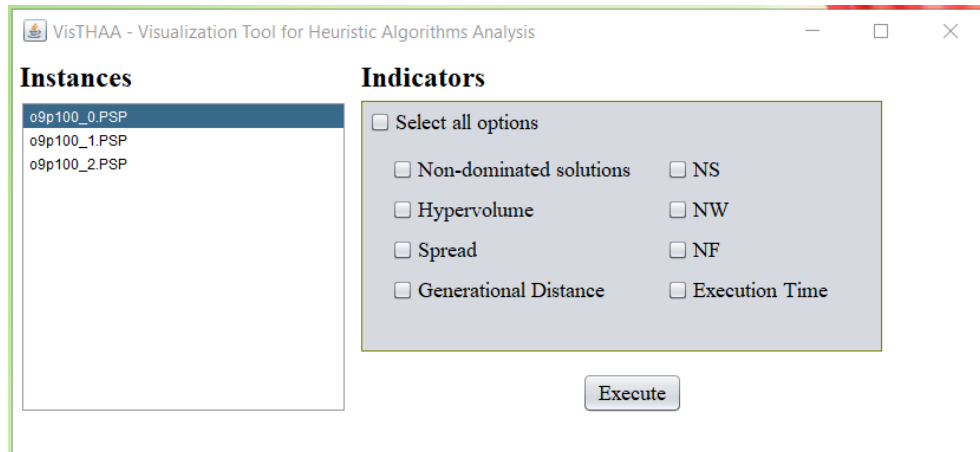 VisTHAA - Visualization Tool for Heuristic Algorithms Analysis
Instances
o9p100_0.PSP
o9p100_1.PSP
o9p100_2.PSP
Indicators
Select all options
Non-dominated solutions
NS
Hypervolume
NW
Spread
NF
Generational Distance
Execution Time
Execute